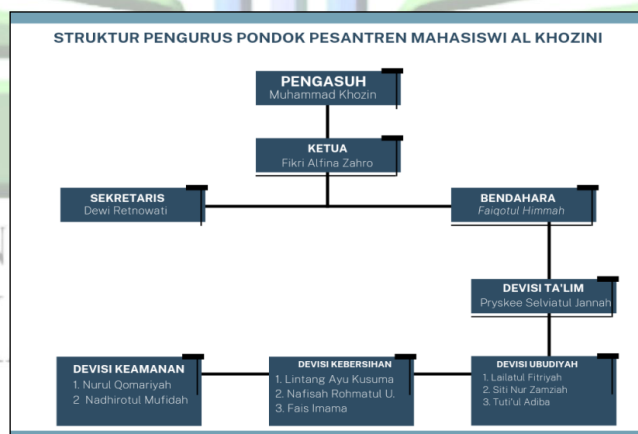 STRUKTUR PENGURUS PONDOK PESANTREN MAHASISWI AL KHOZINI
PENGASUH
Muhammad Khozin
KETUA
Fikri Alfina Zahro
SEKRETARIS
Dewi Retnowati
BENDAHARA
Faiqotul Himmah
DEVISI TA'LIM
Pryskee Selviatul Jannah
DEVISI KEAMANAN
1. Nurul Qomariyah
2 Nadhirotul Mufidah
DEVISI KEBERSIHAN
1. Lintang Ayu Kusuma
2. Nafisah Rohmatul U.
3. Fais Imama
DEVISI UBUDIYAH
1. Lailatul Fitriyah
2. Siti Nur Zamziah
3. Tuti'ul Adiba